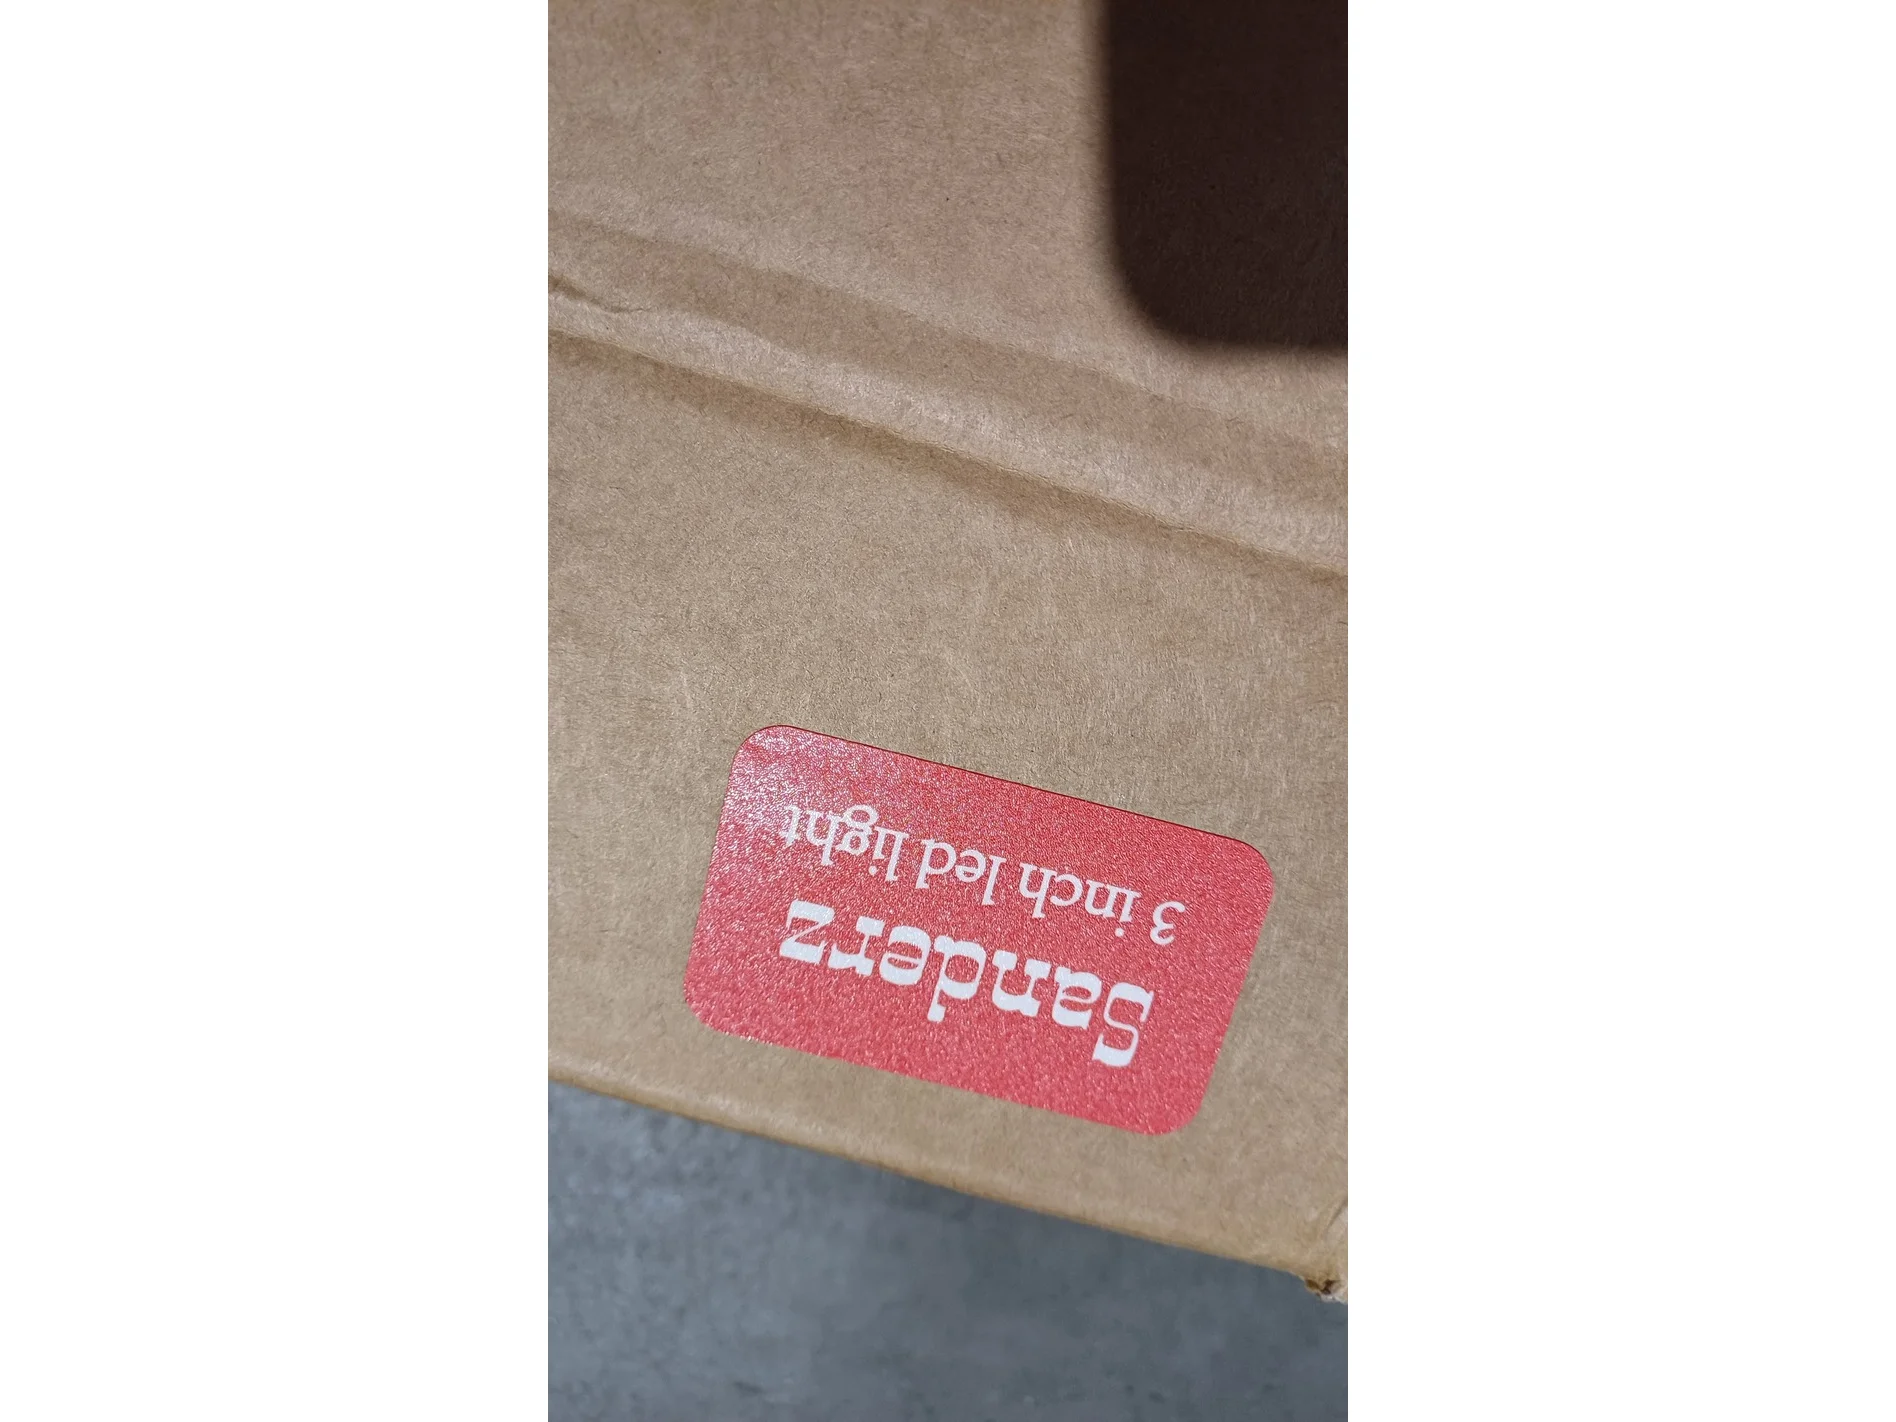 Sanderz
3 inch led light